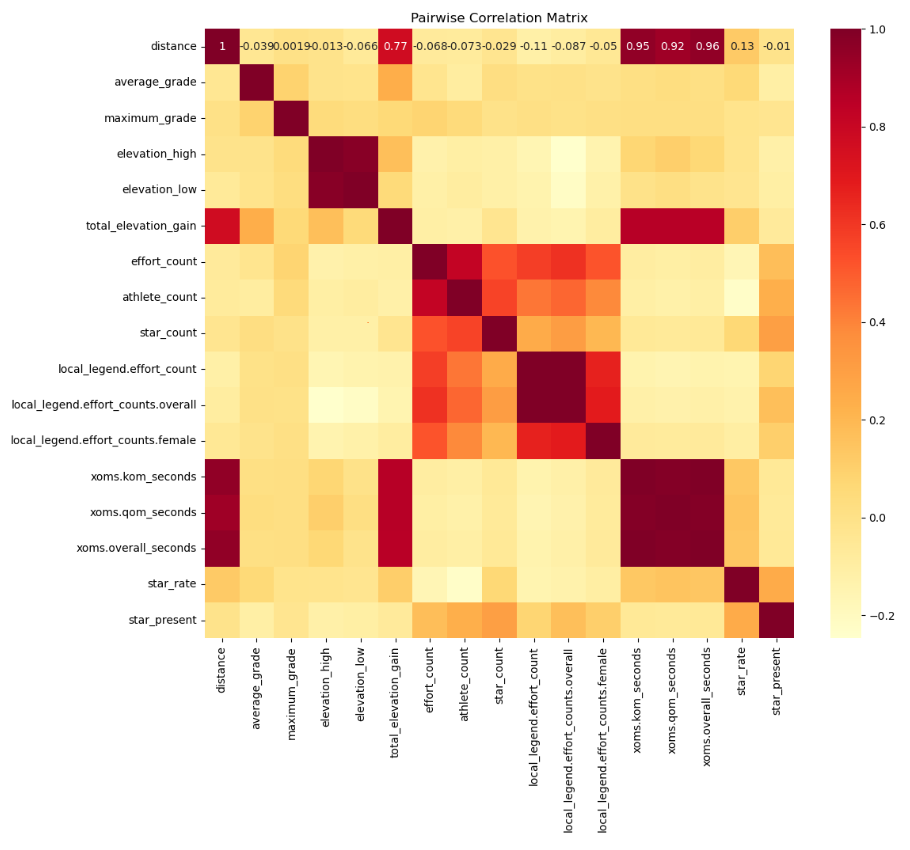 Pairwise Correlation Matrix
distance 1 -0.039 0.0019 -0.013 -0.066 0.77 -0.068 -0.073 -0.029 -0.11 -0.087 -0.05 0.95 0.92 0.96 0.13 -0.01
average_grade
maximum_grade
elevation_high
elevation_low
total_elevation_gain
effort_count
athlete_count
star_count
local_legend.effort_count
local_legend.effort_counts.overall
local_legend.effort_counts.female
xoms.kom_seconds
xoms.qom_seconds
xoms.overall_seconds
star_rate
star_present
distance
average_grade
maximum_grade
elevation_high
elevation_low
total_elevation_gain
effort_count
athlete_count
star_count
local_legend.effort_count
local_legend.effort_counts.overall
local_legend.effort_counts.female
xoms.kom_seconds
xoms.qom_seconds
xoms.overall_seconds
star_rate
star_present
1.0
0.8
0.6
0.4
0.2
0.0
−0.2